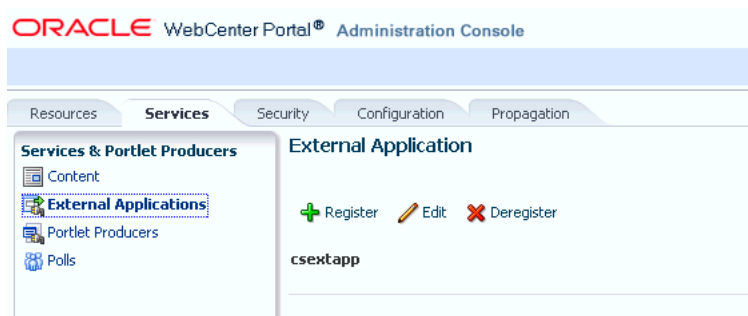 ORACLE WebCenter Portal® Administration Console
Resources Services Security Configuration Propagation
Services & Portlet Producers
Content
External Applications
Portlet Producers
Polls
External Application
Register Edit Deregister
csextapp